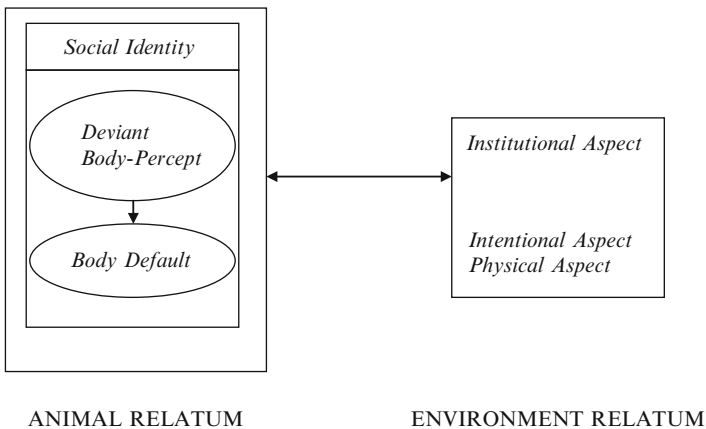 Social Identity
Deviant
Body-Percept
Body Default
Institutional Aspect
Intentional Aspect
Physical Aspect
ANIMAL RELATUM
ENVIRONMENT RELATUM